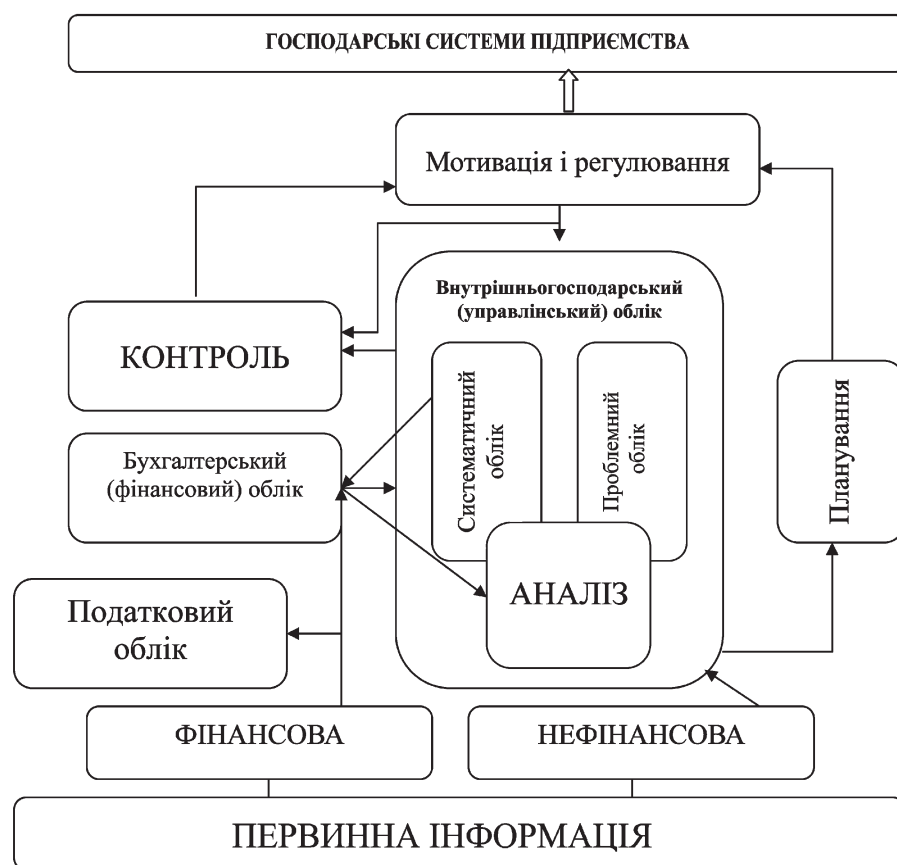 ГОСПОДАРСЬКІ СИСТЕМИ ПІДПРИЄМСТВА
Мотивація і регулювання
Внутрішньогосподарський
(управлінський) облік
КОНТРОЛЬ
Систематичний
облік
Проблемний
облік
Планування
Бухгалтерський
(фінансовий) облік
АНАЛІЗ
Податковий
облік
ФІНАНСОВА
НЕФІНАНСОВА
ПЕРВИННА ІНФОРМАЦІЯ